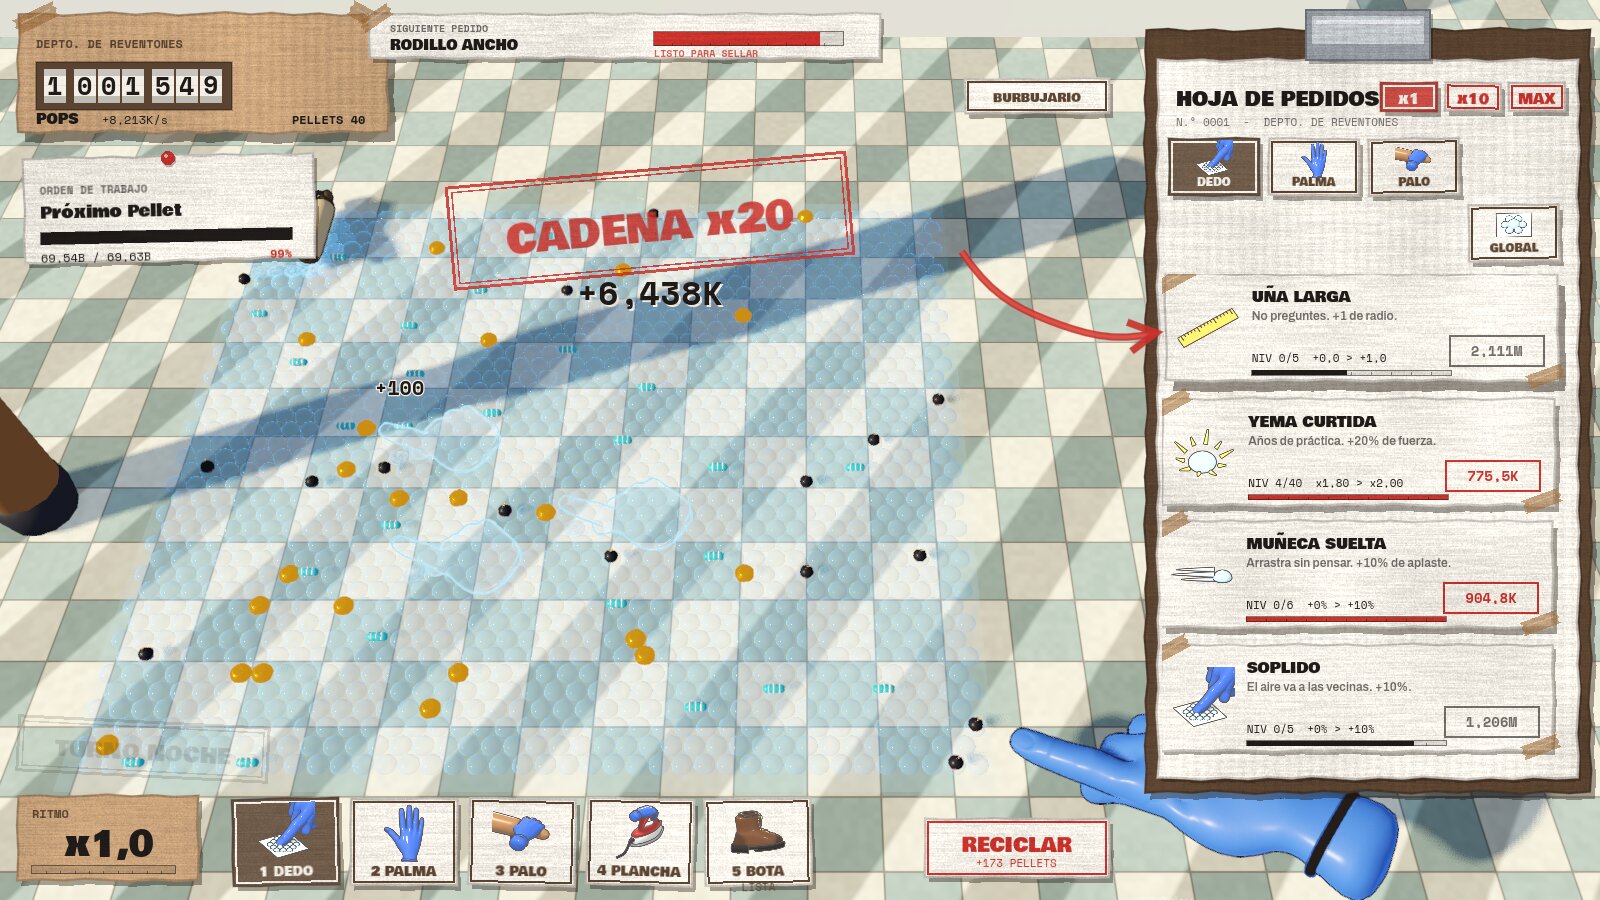 DEPTO. DE REVENTONES
1 001 549
POPS +8,213K/s PELLETS 40
SIGUIENTE PEDIDO
RODILLO ANCHO
LISTO PARA SELLAR
BURBUJARIO
ORDEN DE TRABAJO
Próximo Pellet
69.54B / 69.63B 99%
CADENA x20
+6,438K
+100
TURNO NOCHE
RITMO
x1,0
1 DEDO
2 PALMA
3 PALO
4 PLANCHA
5 BOTA
LISTA
RECICLAR
+173 PELLETS
HOJA DE PEDIDOS
x1
x10
MAX
N.° 0001 - DEPTO. DE REVENTONES
DEDO
PALMA
PALO
GLOBAL
UÑA LARGA
No preguntes. +1 de radio.
NIV 0/5 +0,0 > +1,0
2,111M
YEMA CURTIDA
Años de práctica. +20% de fuerza.
NIV 4/40 x1,80 > x2,00
775,5K
MUÑECA SUELTA
Arrastra sin pensar. +10% de aplaste.
NIV 0/6 +0% > +10%
904,8K
SOPLIDO
El aire va a las vecinas. +10%.
NIV 0/5 +0% > +10%
1,206M